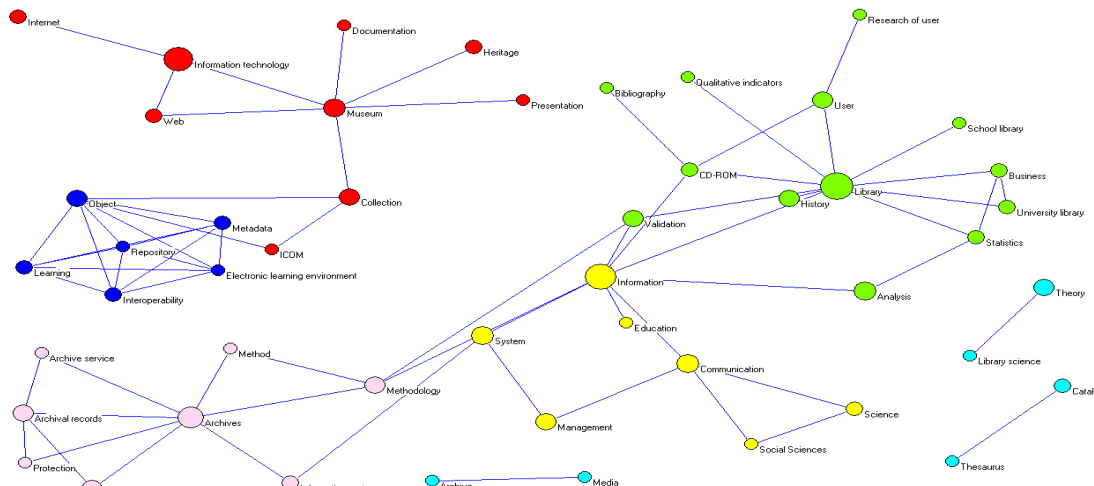 Internet
Documentation
Research of user
Heritage
Information technology
Qualitative indicators
Bibliography
Presentation
User
Museum
Web
School library
CD-ROM
Business
Library
History
Collection
Object
University library
Metadata
Validation
Statistics
Repository
ICOM
Learning
Electronic learning environment
Information
Theory
Interoperability
Analysis
Education
System
Method
Archive service
Library science
Communication
Methodology
Catal
Science
Archival records
Archives
Management
Social Sciences
Protection
Thesaurus
Media